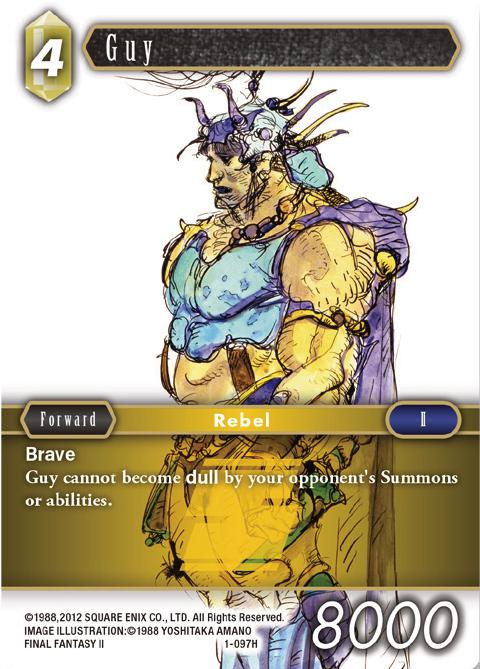 4
Guy
Forward
Rebel
II
Brave
Guy cannot become dull by your opponent's Summons
or abilities.
©1988,2012 SQUARE ENIX CO., LTD. All Rights Reserved.
IMAGE ILLUSTRATION:©1988 YOSHITAKA AMANO
FINAL FANTASY II
1-097H
8000